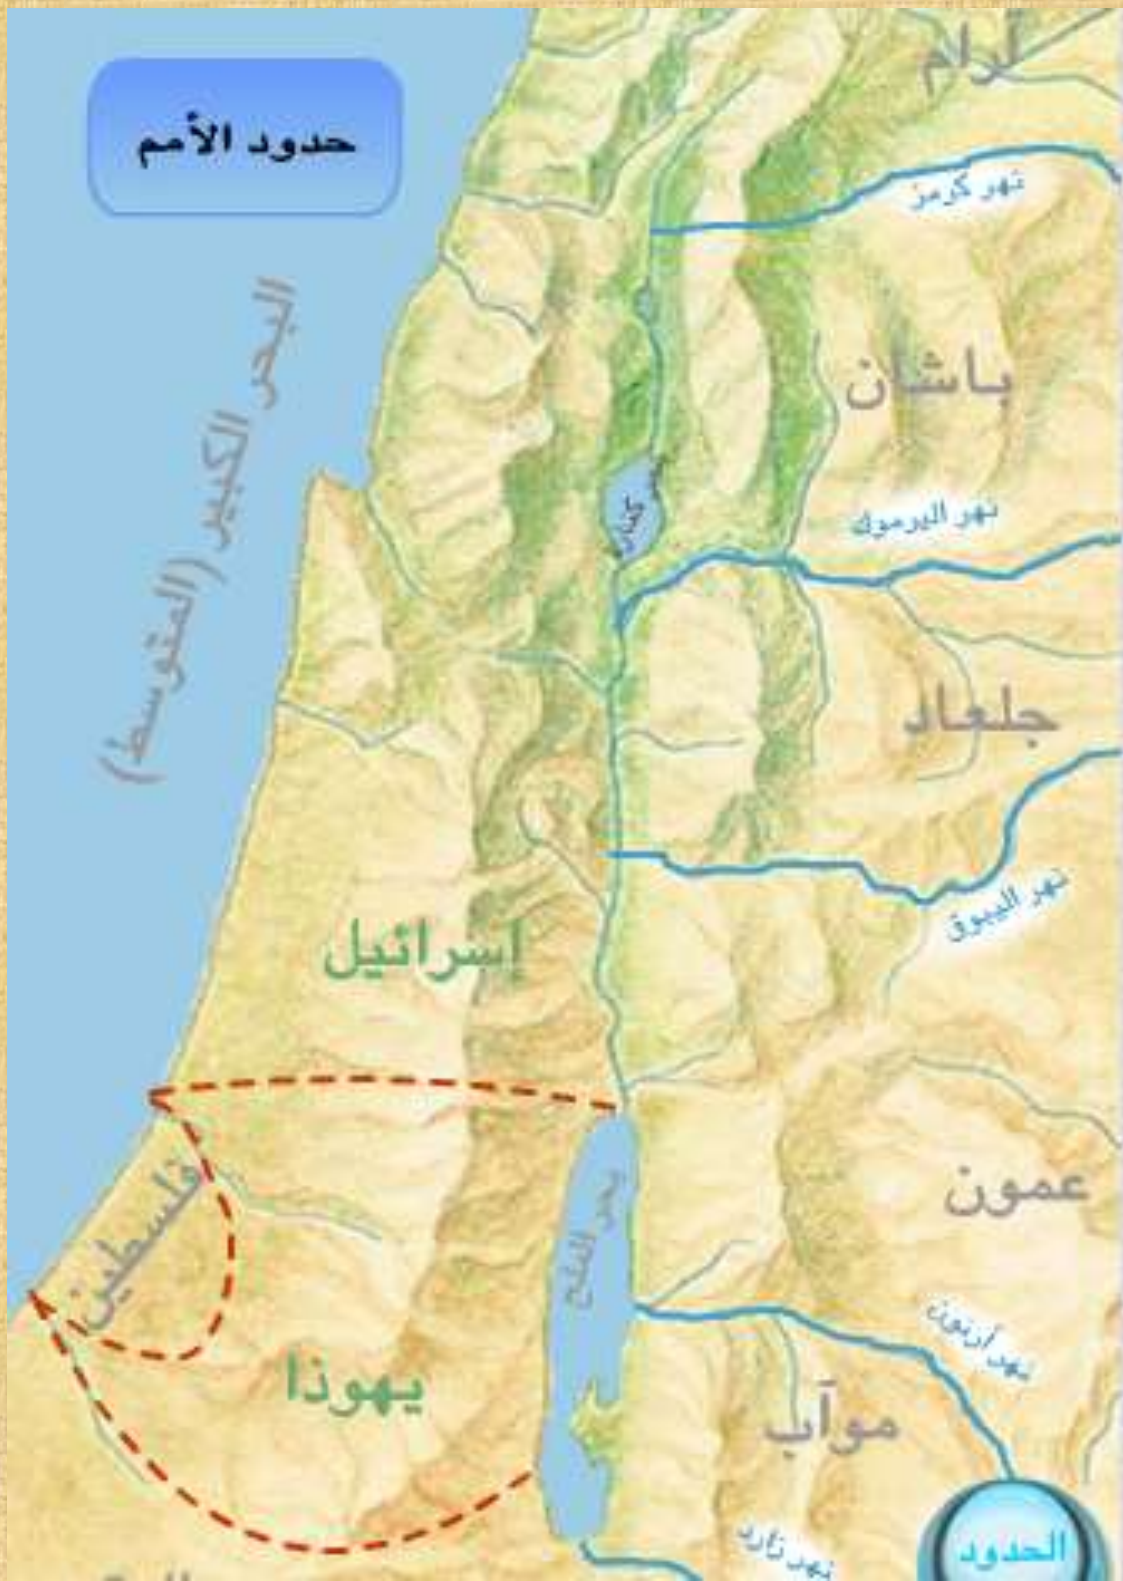 حدود الأمم
نهر كرمز
البحر الكبير (المتوسط)
باشان
نهر اليرموك
جلعاد
نهر اليبوق
إسرائيل
عمون
فلسطين
بحر الملح
نهر أرنون
يهوذا
موآب
نهر زارد
الحدود